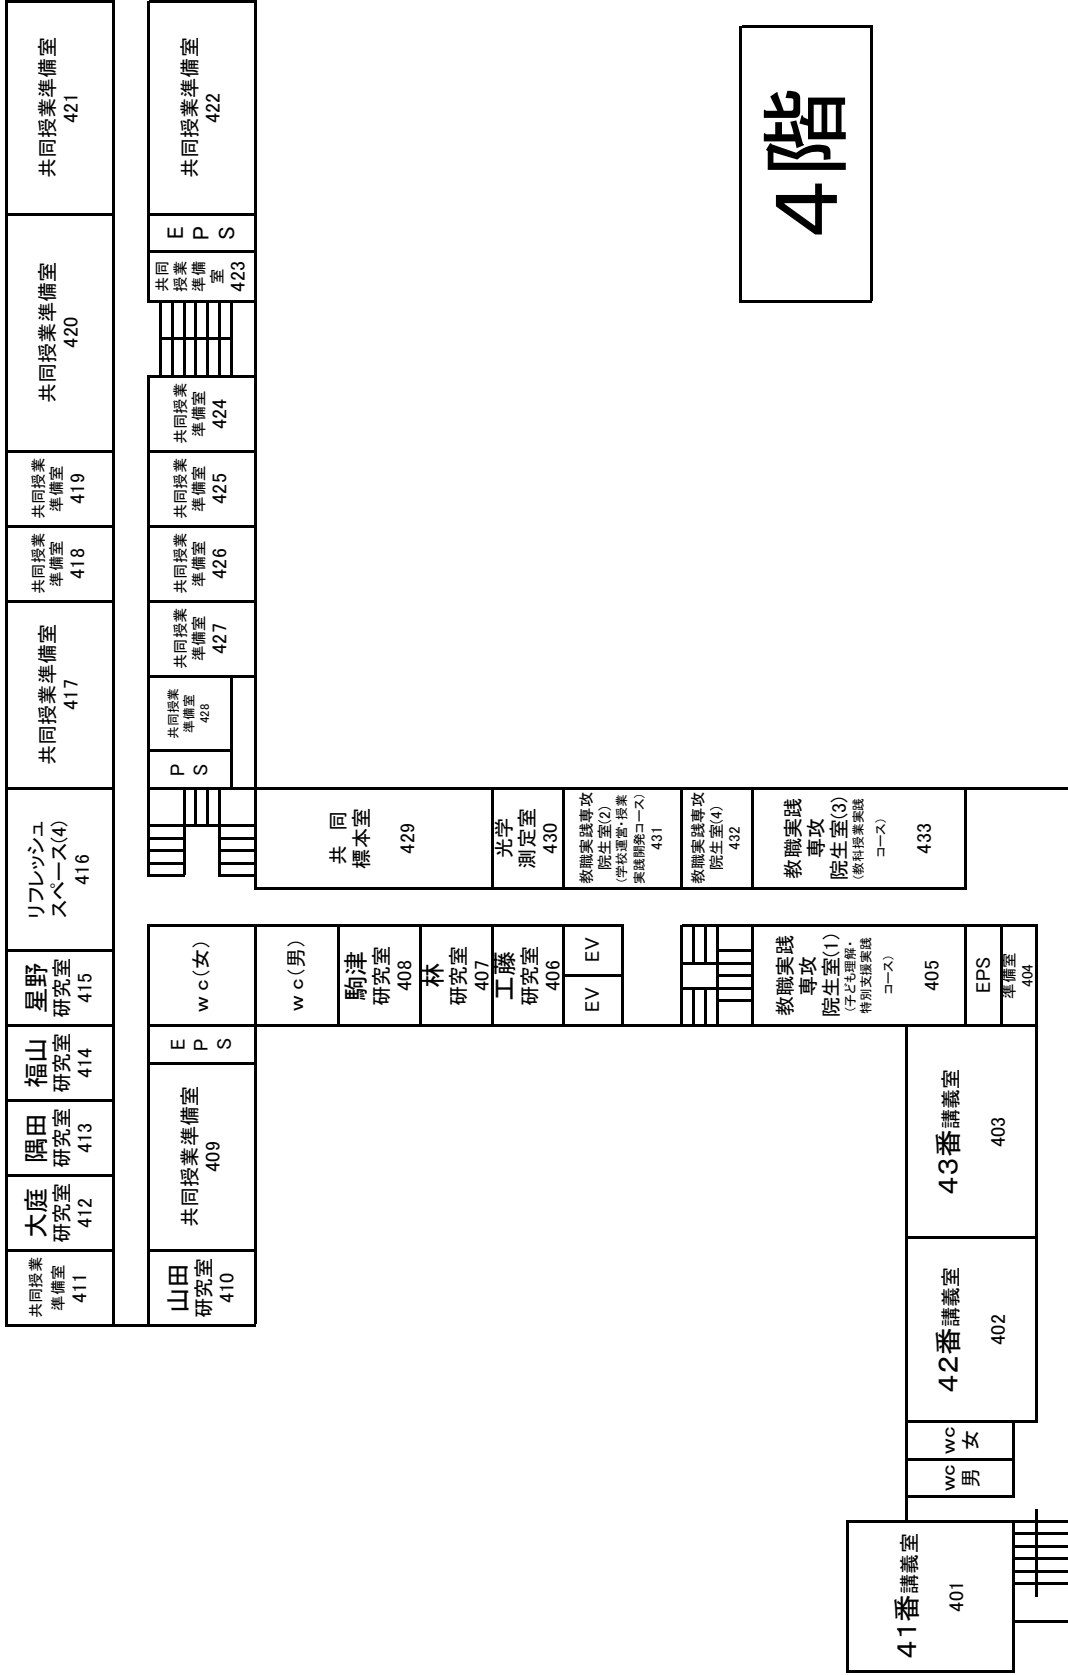 4階
共同授業準備室
421
共同授業準備室
420
共同授業
準備室
419
共同授業
準備室
418
共同授業準備室
417
リフレッシュ
スペース(4)
416
星野
研究室
415
福山
研究室
414
隅田
研究室
413
大庭
研究室
412
共同授業
準備室
411
共同授業準備室
422
E
P
S
共同
授業
準備
室
423
共同授業
準備室
424
共同授業
準備室
425
共同授業
準備室
426
共同授業
準備室
427
共同授業
準備室
428
P
S
wc(女)
E
P
S
共同授業準備室
409
山田
研究室
410
共 同
標本室
429
光学
測定室
430
教職実践専攻
院生室(2)
(学校運営・授業
実践開発コース)
431
教職実践専攻
院生室(4)
432
教職実践
専攻
院生室(3)
(教科授業実践
コース)
433
wc(男)
駒津
研究室
408
林
研究室
407
工藤
研究室
406
EV
EV
教職実践
専攻
院生室(1)
(子ども理解・
特別支援実践
コース)
405
EPS
準備室
404
43番講義室
403
42番講義室
402
wc
女
wc
男
41番講義室
401